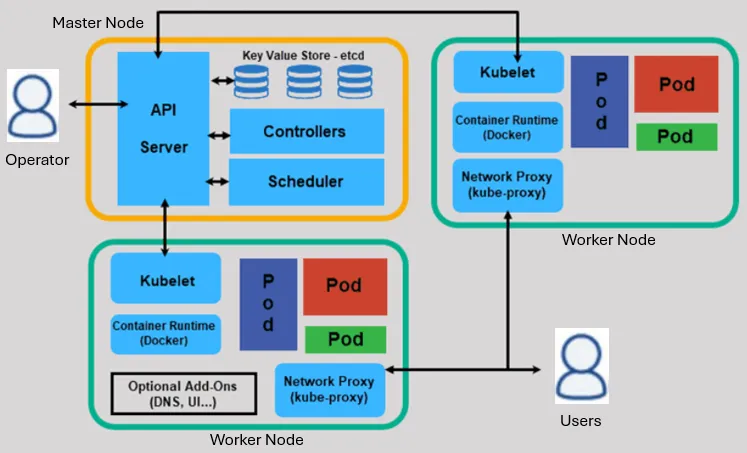 Master Node
Key Value Store - etcd
API
Server
Controllers
Scheduler
Operator
Kubelet
Container Runtime
(Docker)
Network Proxy
(kube-proxy)
P
o
d
Pod
Pod
Worker Node
Kubelet
Container Runtime
(Docker)
P
o
d
Pod
Pod
Optional Add-Ons
(DNS, UI...)
Network Proxy
(kube-proxy)
Worker Node
Users